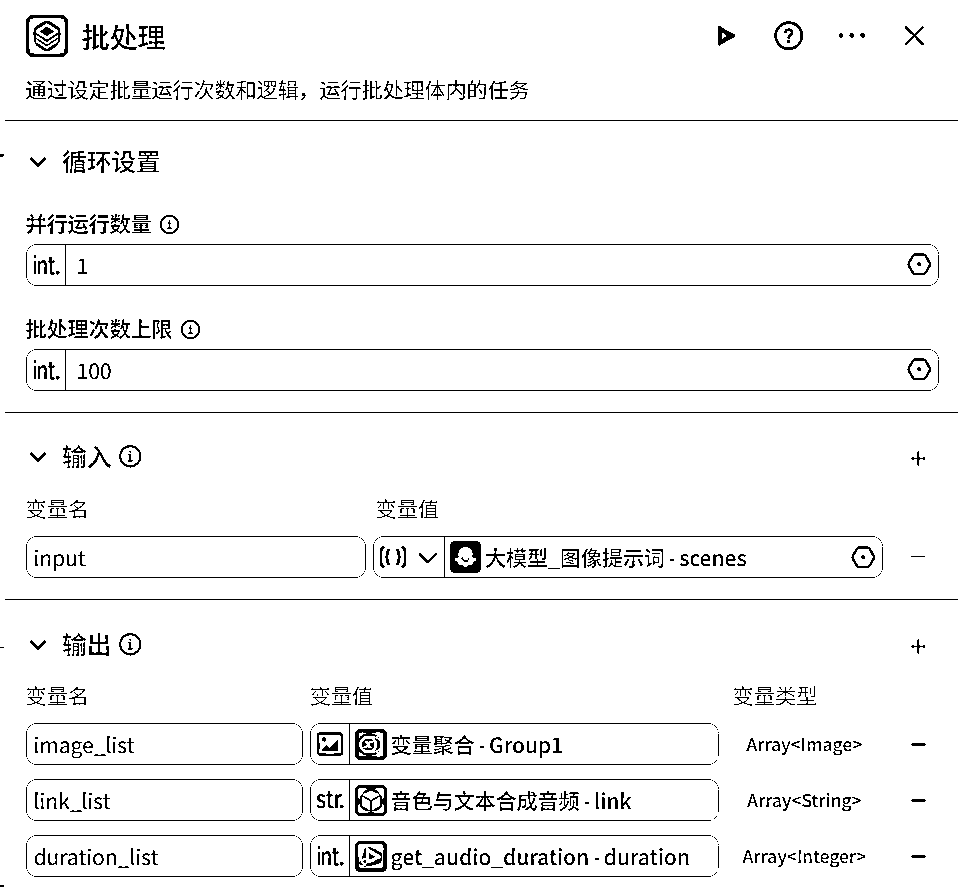 批处理
通过设定批量运行次数和逻辑，运行批处理体内的任务
循环设置
并行运行数量
int. 1
批处理次数上限
int. 100
输入
变量名 变量值
input 大模型_图像提示词 - scenes
输出
变量名 变量值 变量类型
image_list 变量聚合 - Group1 Array<Image>
link_list str. 音色与文本合成音频 - link Array<String>
duration_list int. get_audio_duration - duration Array<Integer>